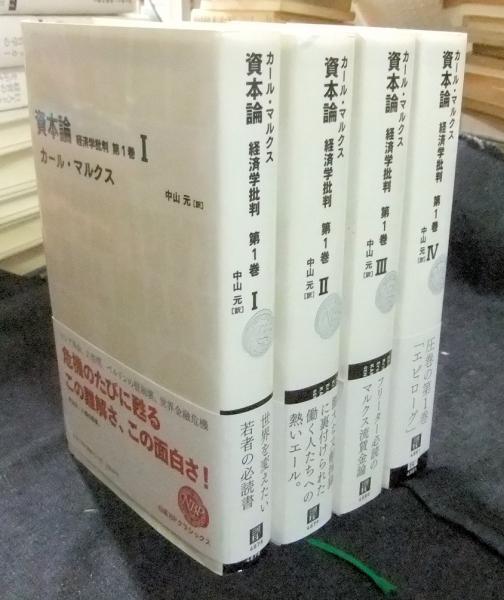 資本論
経済学批判 第1巻 I
カール・マルクス
中山 元[訳]
危機のたびに甦る
この難解さ、この面白さ!
日経BPクラシックス
カール・マルクス
資本論 経済学批判 第1巻 I
中山 元[訳]
世界を変えたい
若者の必読書
カール・マルクス
資本論 経済学批判 第1巻 II
中山 元[訳]
に裏付けられた
働く人たちへの
熱いエール。
カール・マルクス
資本論 経済学批判 第1巻 III
中山 元[訳]
フリーター必読の
マルクス流賃金論
カール・マルクス
資本論 経済学批判 第1巻 IV
中山 元[訳]
圧巻の第1巻
「エピローグ」